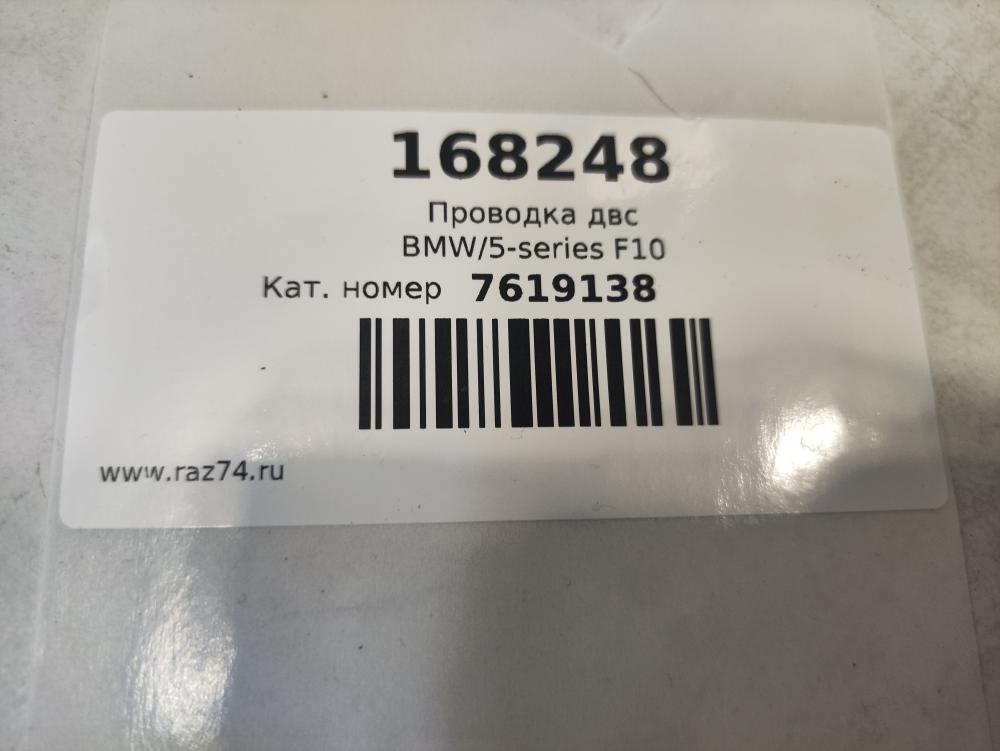 168248
Проводка двс
BMW/5-series F10
Кат. номер 7619138
www.raz74.ru